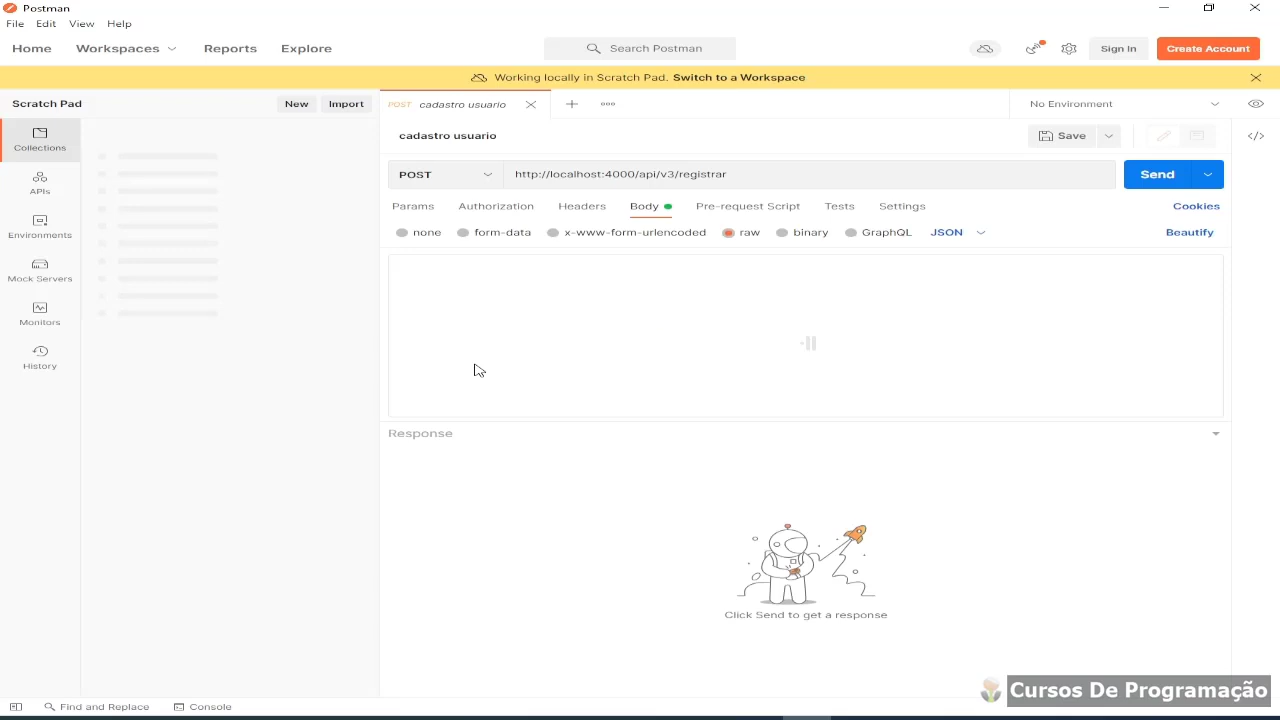 Postman
File Edit View Help
Home Workspaces Reports Explore Search Postman Sign In Create Account
Working locally in Scratch Pad. Switch to a Workspace
Scratch Pad New Import POST cadastro usuario No Environment
cadastro usuario Save
Collections
POST http://localhost:4000/api/v3/registrar Send
APIs
Params Authorization Headers Body Pre-request Script Tests Settings Cookies
Environments
none form-data x-www-form-urlencoded raw binary GraphQL JSON Beautify
Mock Servers
Monitors
History
Response
Click Send to get a response
Cursos De Programação
Find and Replace Console